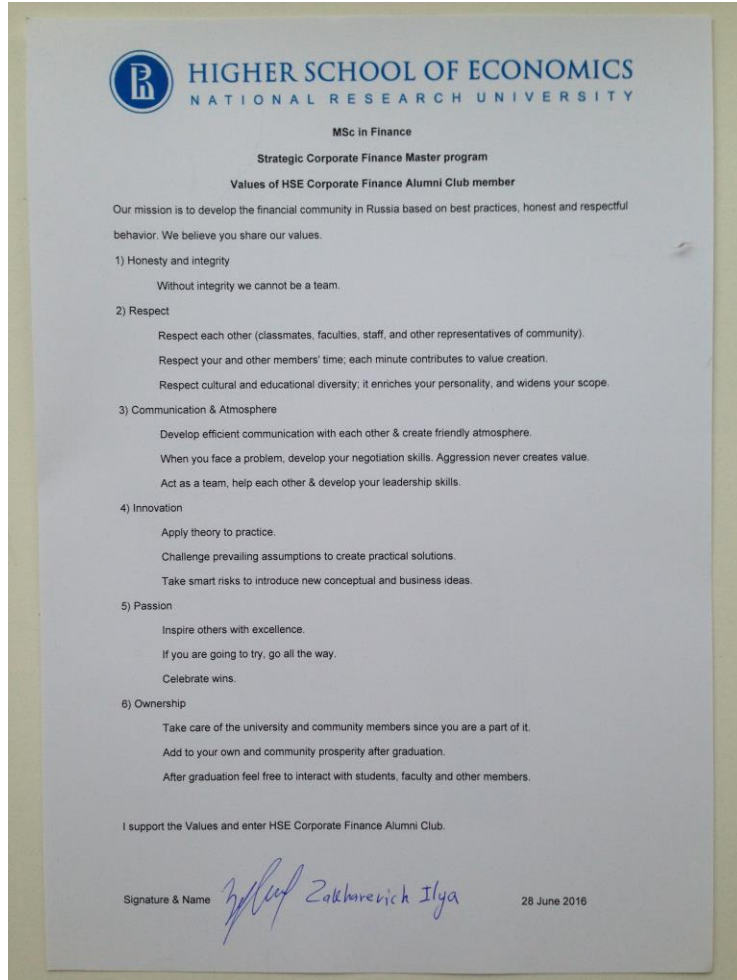 HIGHER SCHOOL OF ECONOMICS
NATIONAL RESEARCH UNIVERSITY
MSc in Finance
Strategic Corporate Finance Master program
Values of HSE Corporate Finance Alumni Club member
Our mission is to develop the financial community in Russia based on best practices, honest and respectful
behavior. We believe you share our values.
1) Honesty and integrity
Without integrity we cannot be a team.
2) Respect
Respect each other (classmates, faculties, staff, and other representatives of community).
Respect your and other members' time; each minute contributes to value creation.
Respect cultural and educational diversity; it enriches your personality, and widens your scope.
3) Communication & Atmosphere
Develop efficient communication with each other & create friendly atmosphere.
When you face a problem, develop your negotiation skills. Aggression never creates value.
Act as a team, help each other & develop your leadership skills.
4) Innovation
Apply theory to practice.
Challenge prevailing assumptions to create practical solutions.
Take smart risks to introduce new conceptual and business ideas.
5) Passion
Inspire others with excellence.
If you are going to try, go all the way.
Celebrate wins.
6) Ownership
Take care of the university and community members since you are a part of it.
Add to your own and community prosperity after graduation.
After graduation feel free to interact with students, faculty and other members.
I support the Values and enter HSE Corporate Finance Alumni Club.
Signature & Name Zakharevich Ilya 28 June 2016